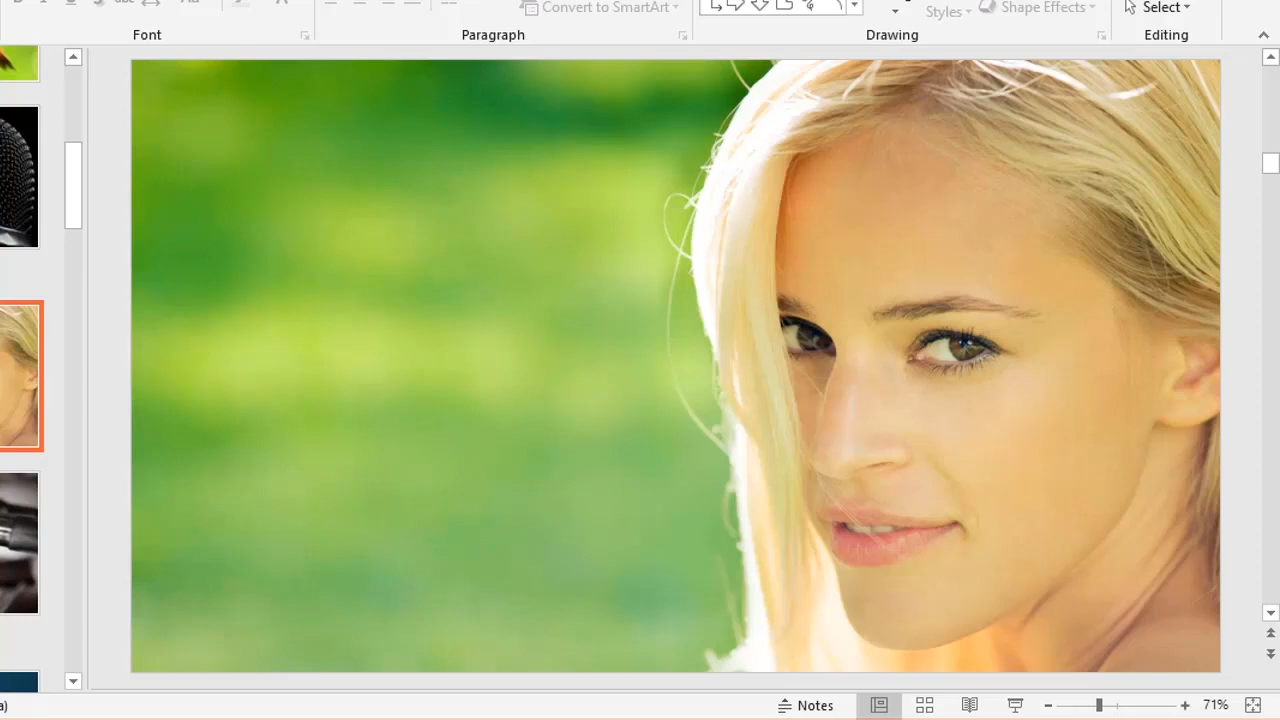 Convert to SmartArt
Styles
Shape Effects
Select
Font
Paragraph
Drawing
Editing
a)
Notes
71%